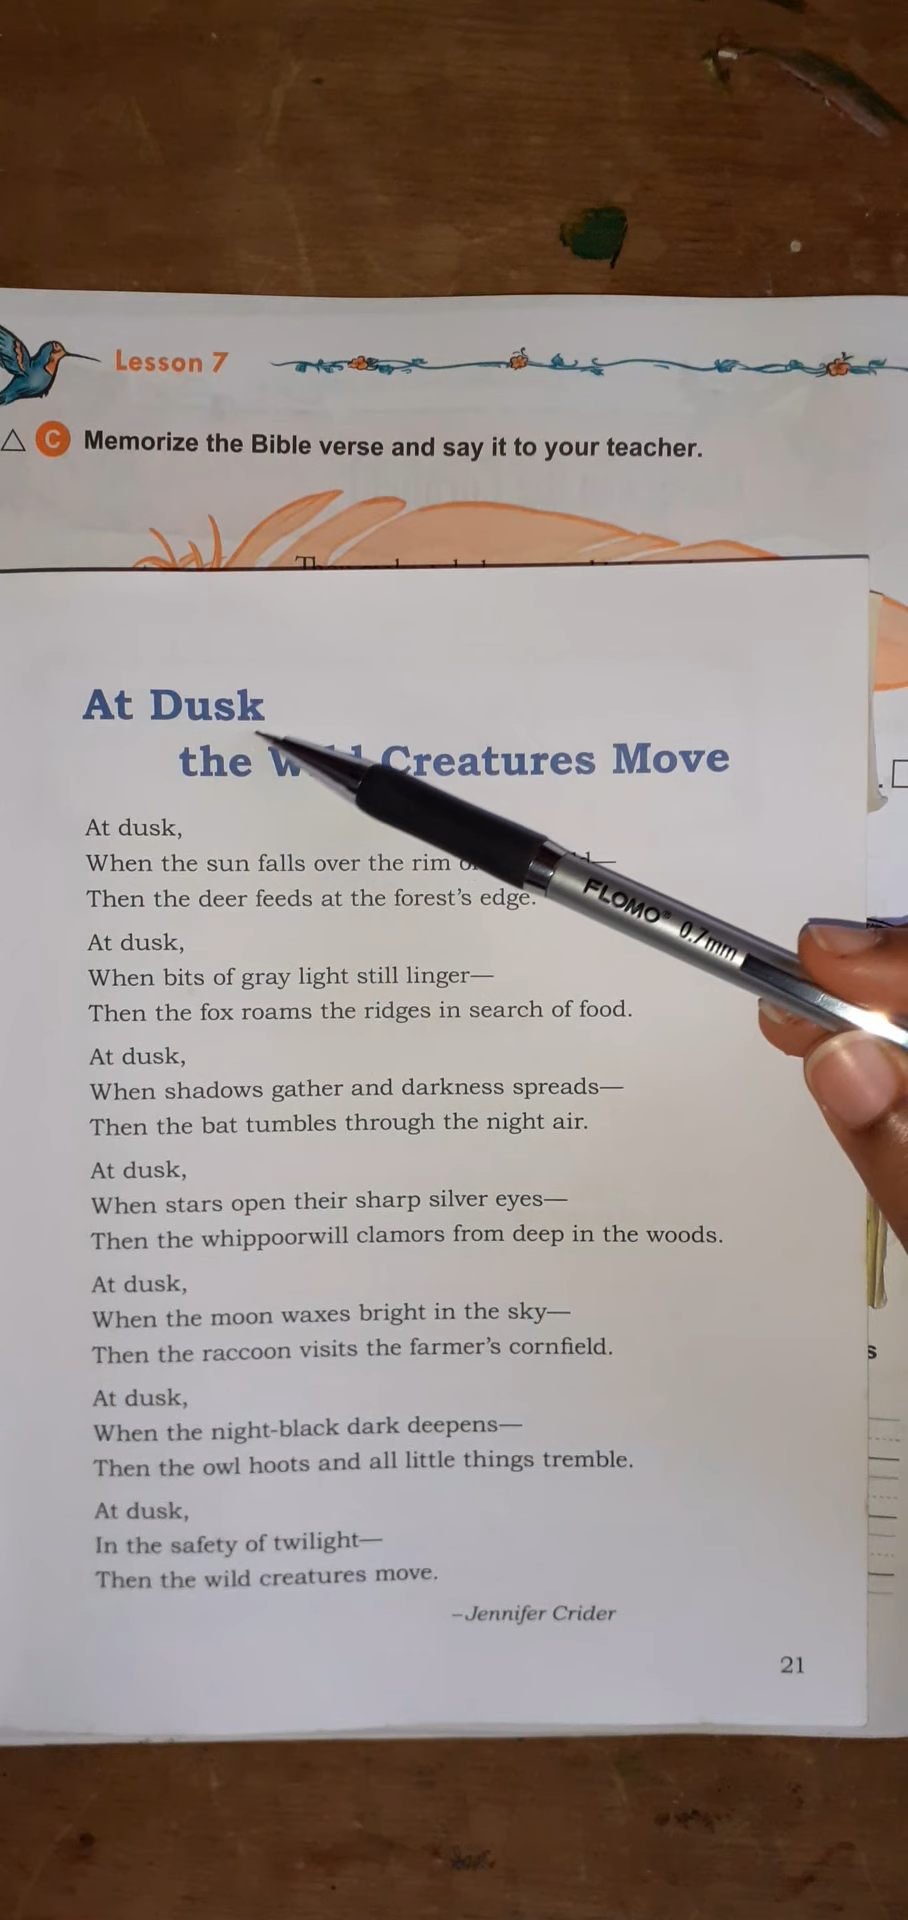 Lesson 7
C Memorize the Bible verse and say it to your teacher.
At Dusk
the Creatures Move
At dusk,
When the sun falls over the rim
Then the deer feeds at the forest's edge.
At dusk,
When bits of gray light still linger—
Then the fox roams the ridges in search of food.
At dusk,
When shadows gather and darkness spreads—
Then the bat tumbles through the night air.
At dusk,
When stars open their sharp silver eyes—
Then the whippoorwill clamors from deep in the woods.
At dusk,
When the moon waxes bright in the sky—
Then the raccoon visits the farmer's cornfield.
At dusk,
When the night-black dark deepens—
Then the owl hoots and all little things tremble.
At dusk,
In the safety of twilight—
Then the wild creatures move.
–Jennifer Crider
21
FLOMO® 0.7mm